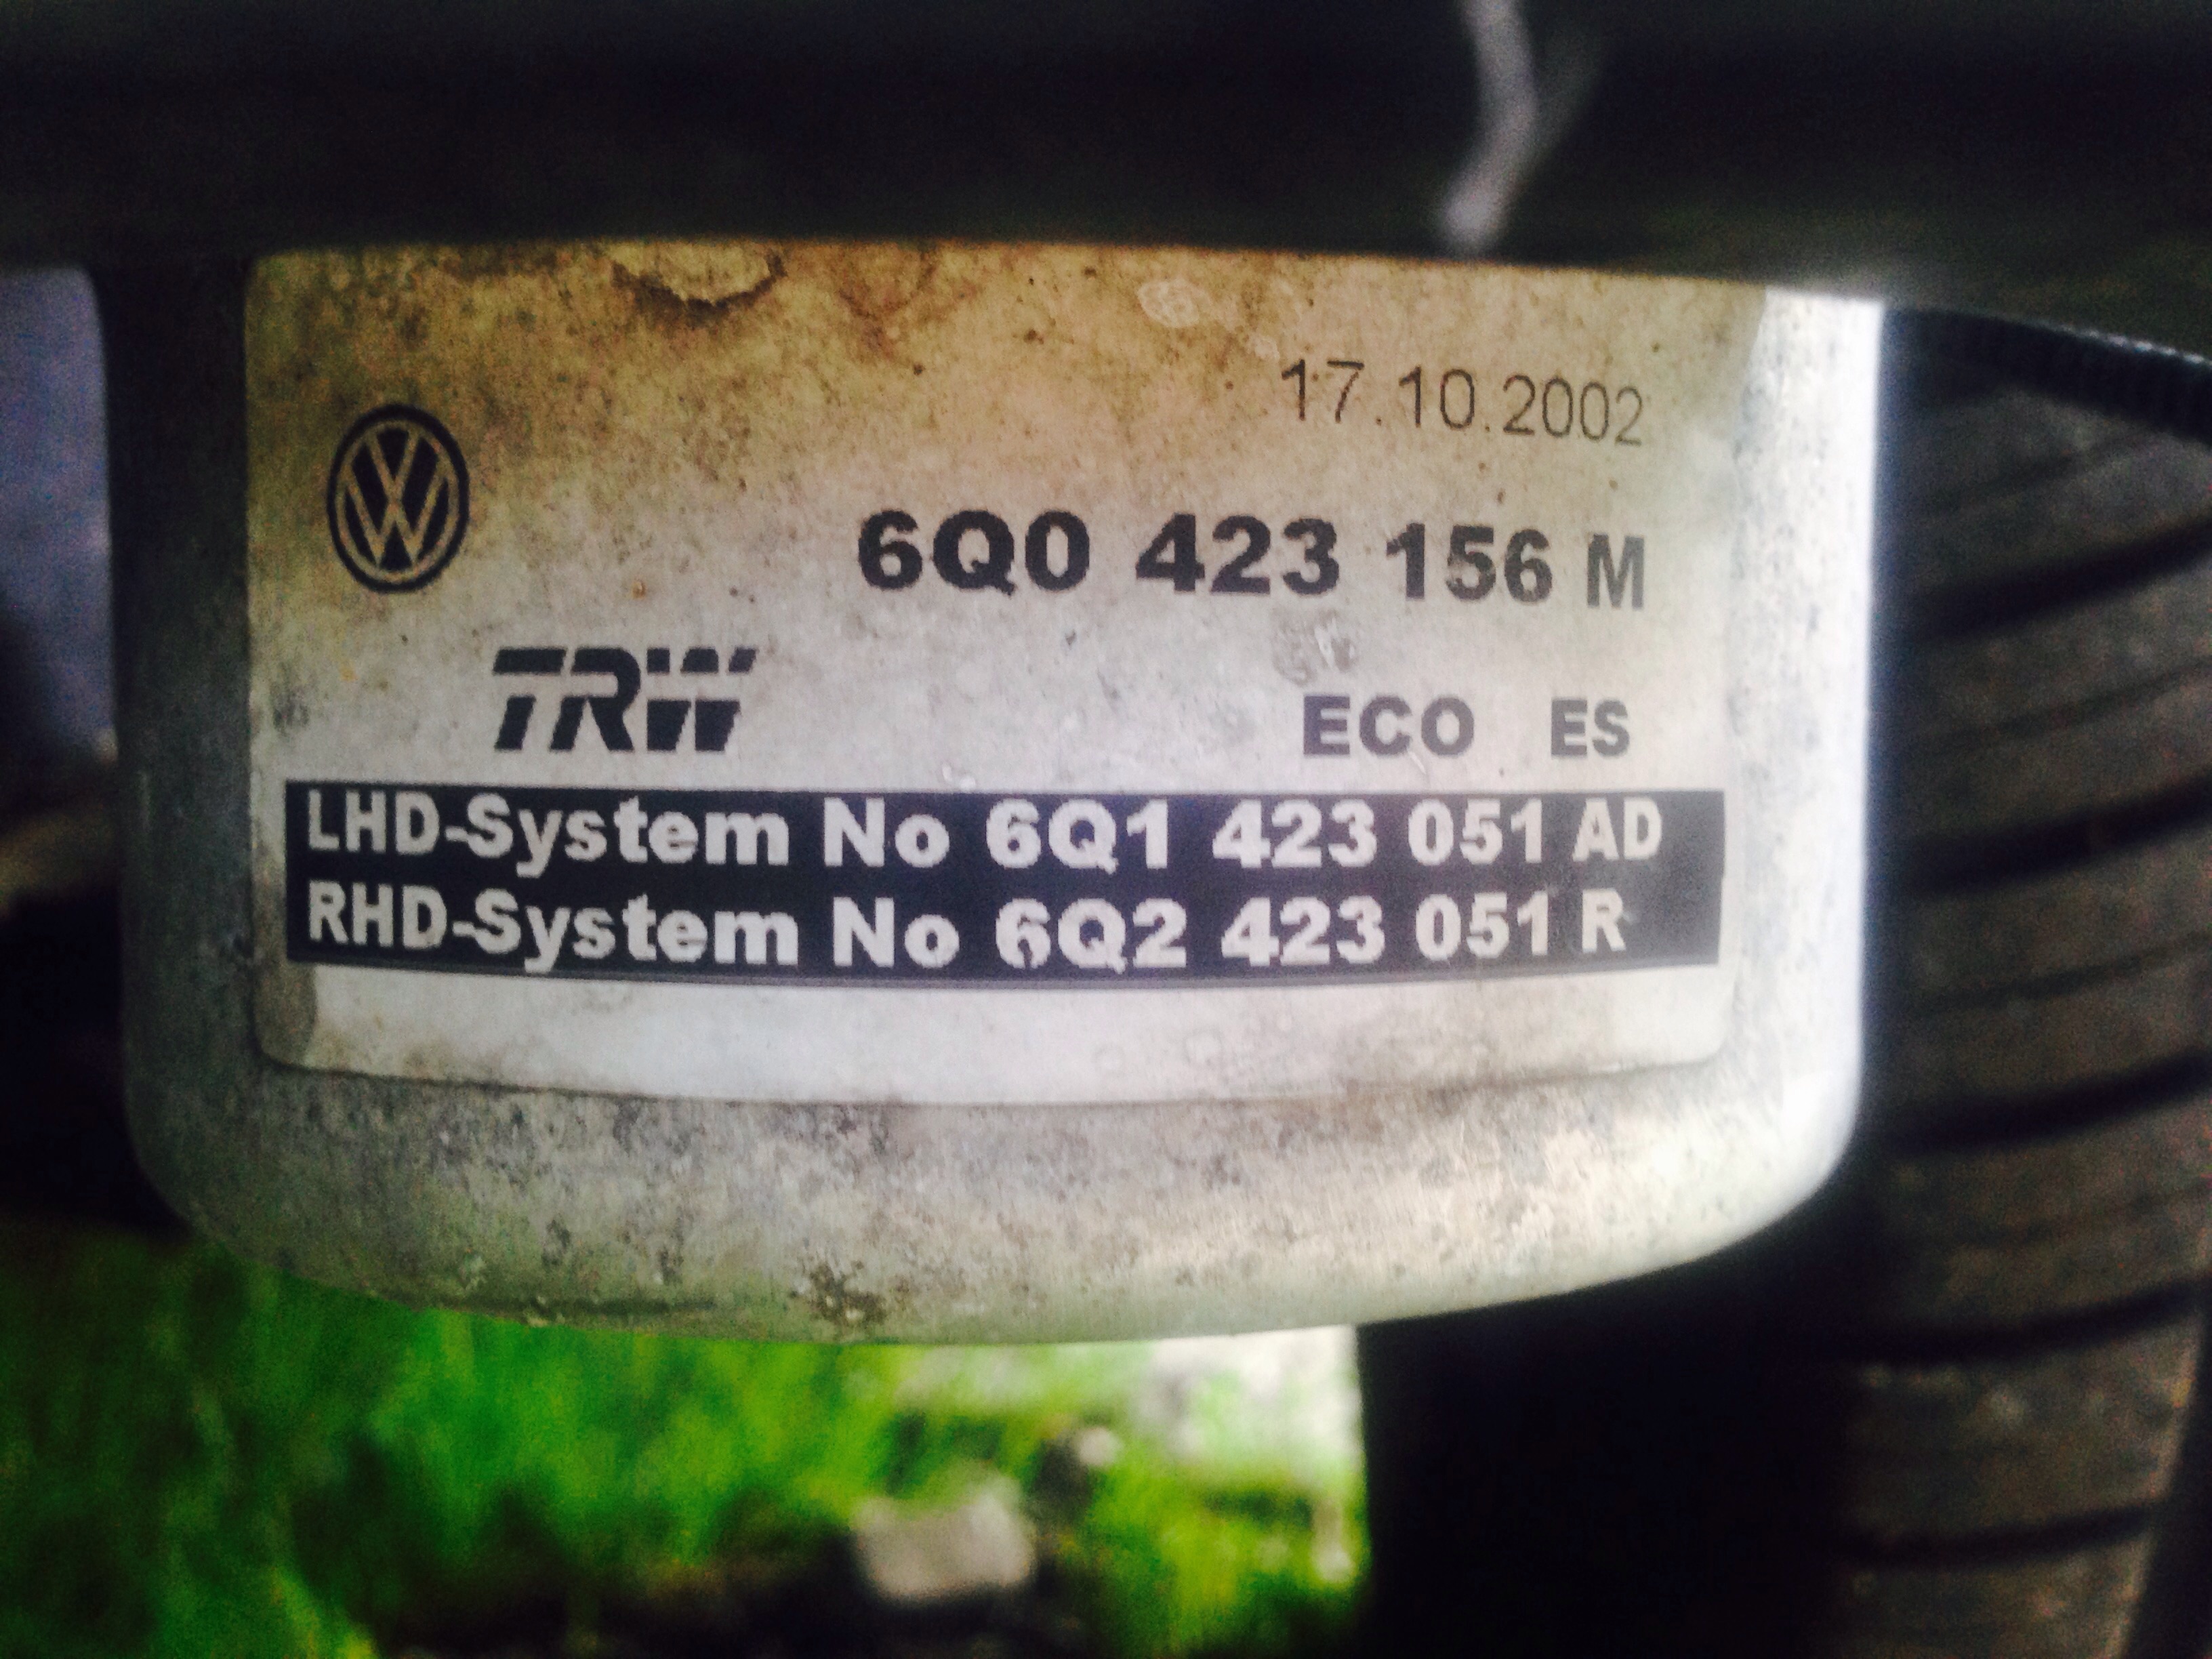 17.10.2002
6Q0 423 156 M
TRW
ECO ES
LHD-System No 6Q1 423 051 AD
RHD-System No 6Q2 423 051 R